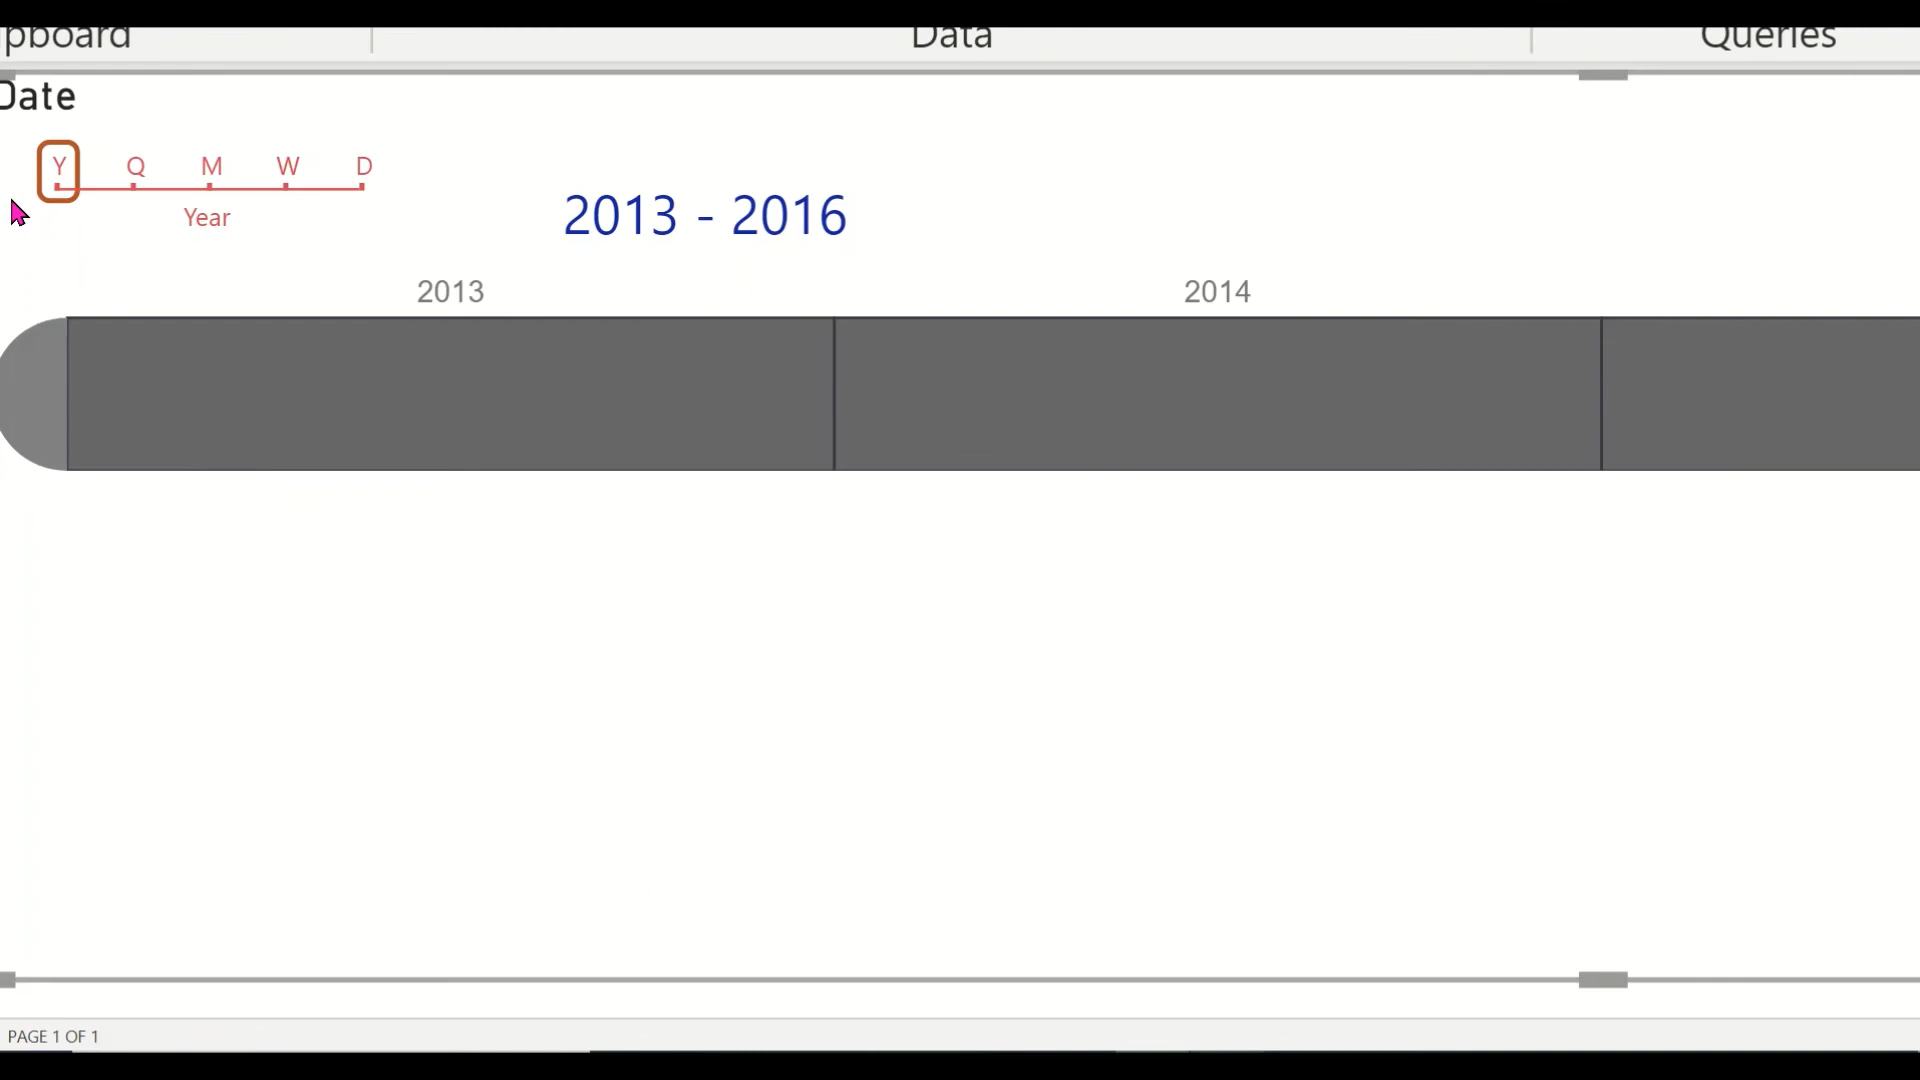 pboard Data Queries
Date
Y Q M W D
Year
2013 - 2016
2013 2014
PAGE 1 OF 1